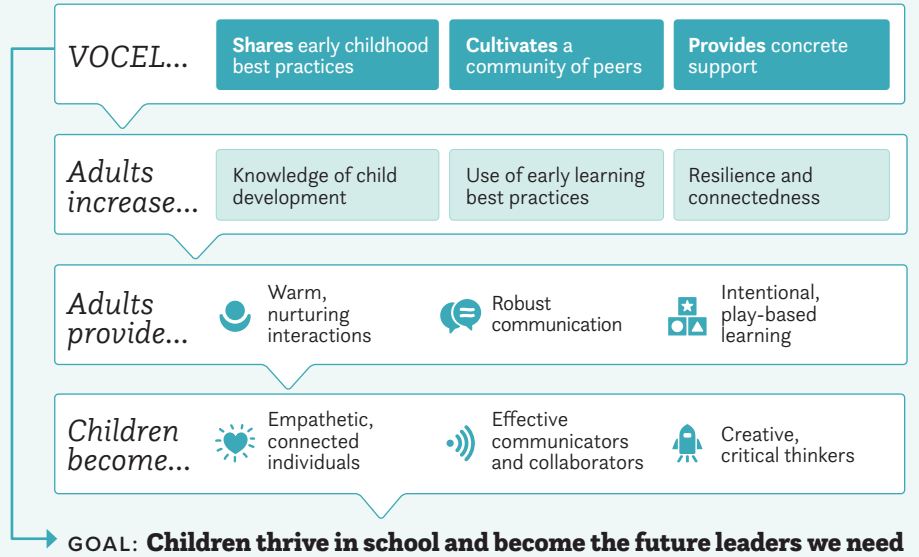 VOCEL...
Shares early childhood
best practices
Cultivates a
community of peers
Provides concrete
support
Adults
increase...
Knowledge of child
development
Use of early learning
best practices
Resilience and
connectedness
Adults
provide...
Warm,
nurturing
interactions
Robust
communication
Intentional,
play-based
learning
Children
become...
Empathetic,
connected
individuals
Effective
communicators
and collaborators
Creative,
critical thinkers
GOAL: Children thrive in school and become the future leaders we need